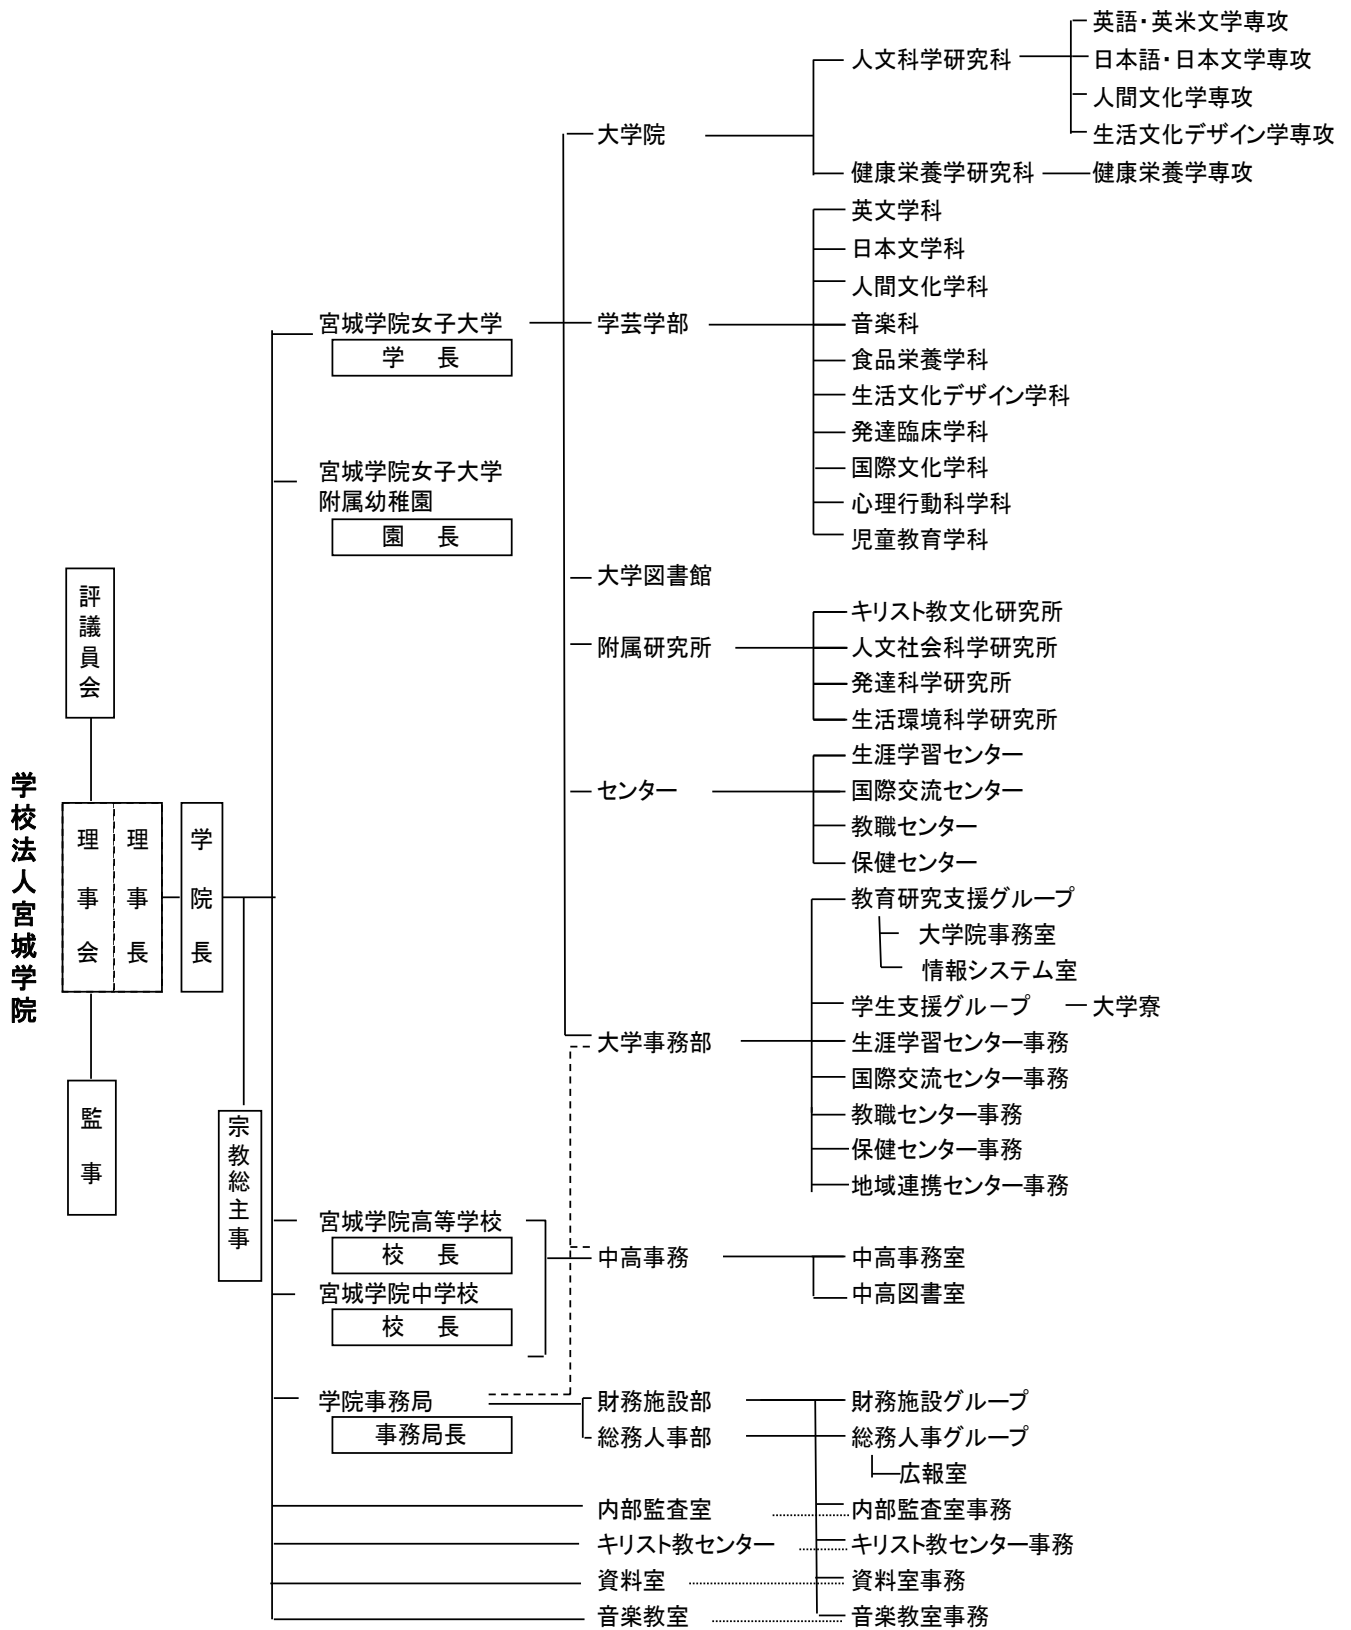 学校法人宮城学院
評議員会
理事会
理事長
学院長
監事
宗教総主事
宮城学院女子大学
学 長
宮城学院女子大学
附属幼稚園
園 長
宮城学院高等学校
校 長
宮城学院中学校
校 長
学院事務局
事務局長
大学院
学芸学部
大学図書館
附属研究所
センター
大学事務部
中高事務
財務施設部
総務人事部
内部監査室
キリスト教センター
資料室
音楽教室
人文科学研究科
健康栄養学研究科
英文学科
日本文学科
人間文化学科
音楽科
食品栄養学科
生活文化デザイン学科
発達臨床学科
国際文化学科
心理行動科学科
児童教育学科
キリスト教文化研究所
人文社会科学研究所
発達科学研究所
生活環境科学研究所
生涯学習センター
国際交流センター
教職センター
保健センター
教育研究支援グループ
大学院事務室
情報システム室
学生支援グループ
大学寮
生涯学習センター事務
国際交流センター事務
教職センター事務
保健センター事務
地域連携センター事務
中高事務室
中高図書室
財務施設グループ
総務人事グループ
広報室
内部監査室事務
キリスト教センター事務
資料室事務
音楽教室事務
英語・英米文学専攻
日本語・日本文学専攻
人間文化学専攻
生活文化デザイン学専攻
健康栄養学専攻